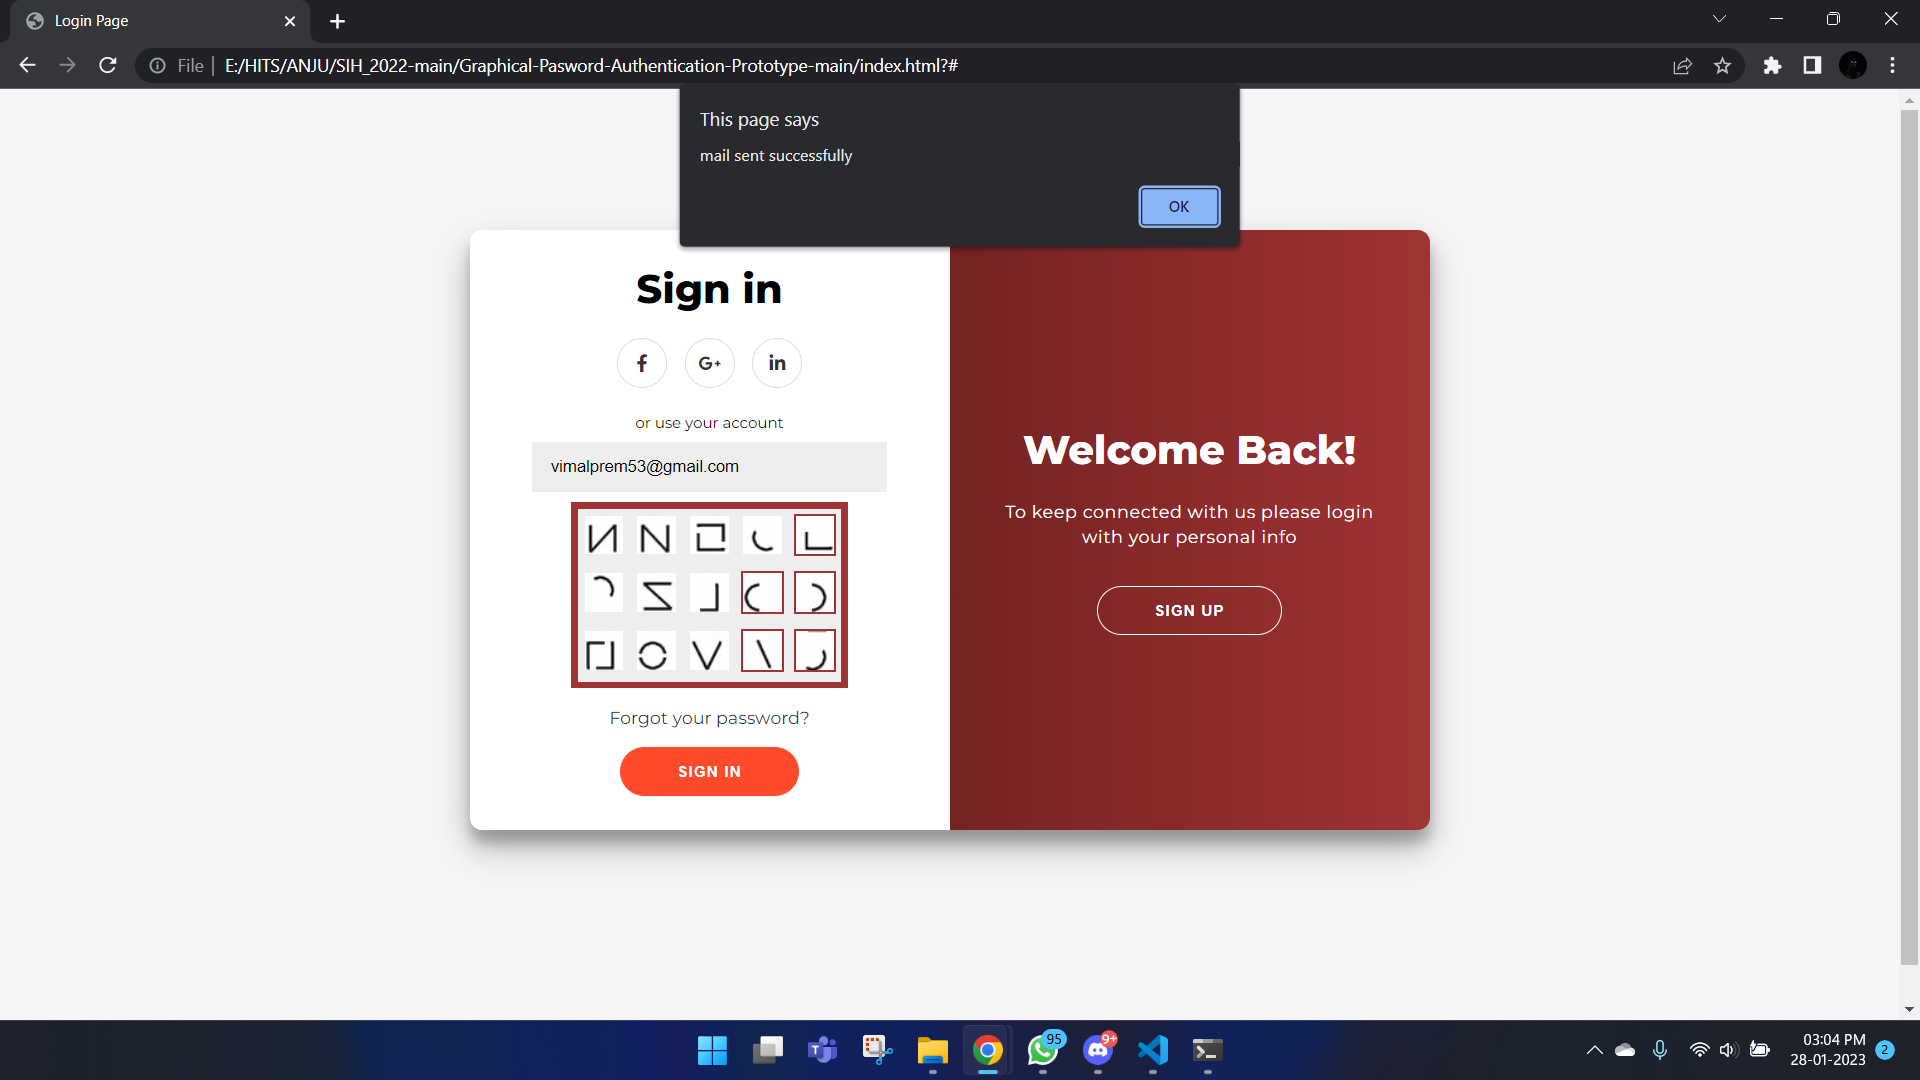 Login Page
File
E:/HITS/ANJU/SIH_2022-main/Graphical-Pasword-Authentication-Prototype-main/index.html?#
This page says
mail sent successfully
OK
Sign in
f G+ in
or use your account
vimalprem53@gmail.com
Forgot your password?
SIGN IN
Welcome Back!
To keep connected with us please login
with your personal info
SIGN UP
95
9+
03:04 PM
28-01-2023
2